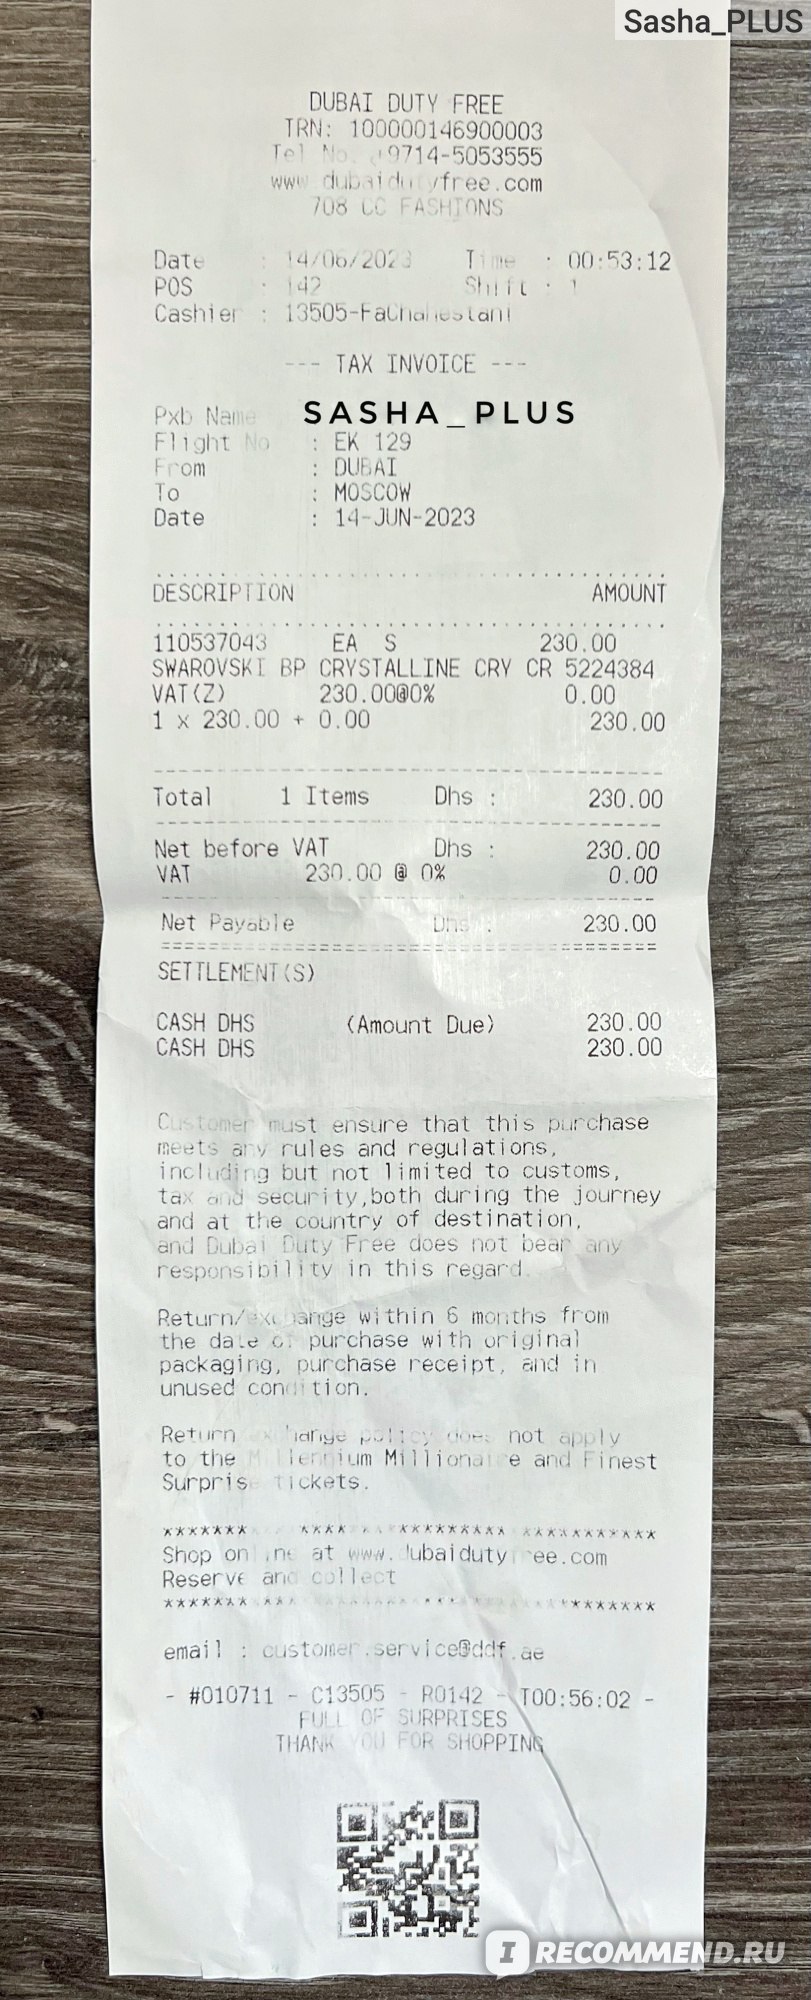 Sasha_PLUS
DUBAI DUTY FREE
TRN: 100000146900003
Tel No. +9714-5053555
www.dubaidutyfree.com
708 CC FASHIONS
Date : 14/06/2023 Time : 00:53:12
POS : 142 Shift : 1
Cashier : 13505-FaChahestani
--- TAX INVOICE ---
Pxb Name SASHA_PLUS
Flight No : EK 129
From : DUBAI
To : MOSCOW
Date : 14-JUN-2023
DESCRIPTION AMOUNT
110537043 EA S 230.00
SWAROVSKI BP CRYSTALLINE CRY CR 5224384
VAT(Z) 230.00@0% 0.00
1 x 230.00 + 0.00 230.00
Total 1 Items Dhs : 230.00
Net before VAT Dhs : 230.00
VAT 230.00 @ 0% 0.00
Net Payable Dhs : 230.00
SETTLEMENT(S)
CASH DHS (Amount Due) 230.00
CASH DHS 230.00
Customer must ensure that this purchase
meets any rules and regulations,
including but not limited to customs,
tax and security,both during the journey
and at the country of destination,
and Dubai Duty Free does not bear any
responsibility in this regard.
Return/exchange within 6 months from
the date of purchase with original
packaging, purchase receipt, and in
unused condition.
Return exchange policy does not apply
to the Millennium Millionaire and Finest
Surprise tickets.
******* **** ********** ***********
Shop online at www.dubaidutyfree.com
Reserve and collect
***********************************
email : customer.service@ddf.ae
- #010711 - C13505 - R0142 - T00:56:02 -
FULL OF SURPRISES
THANK YOU FOR SHOPPING
I RECOMMEND.RU